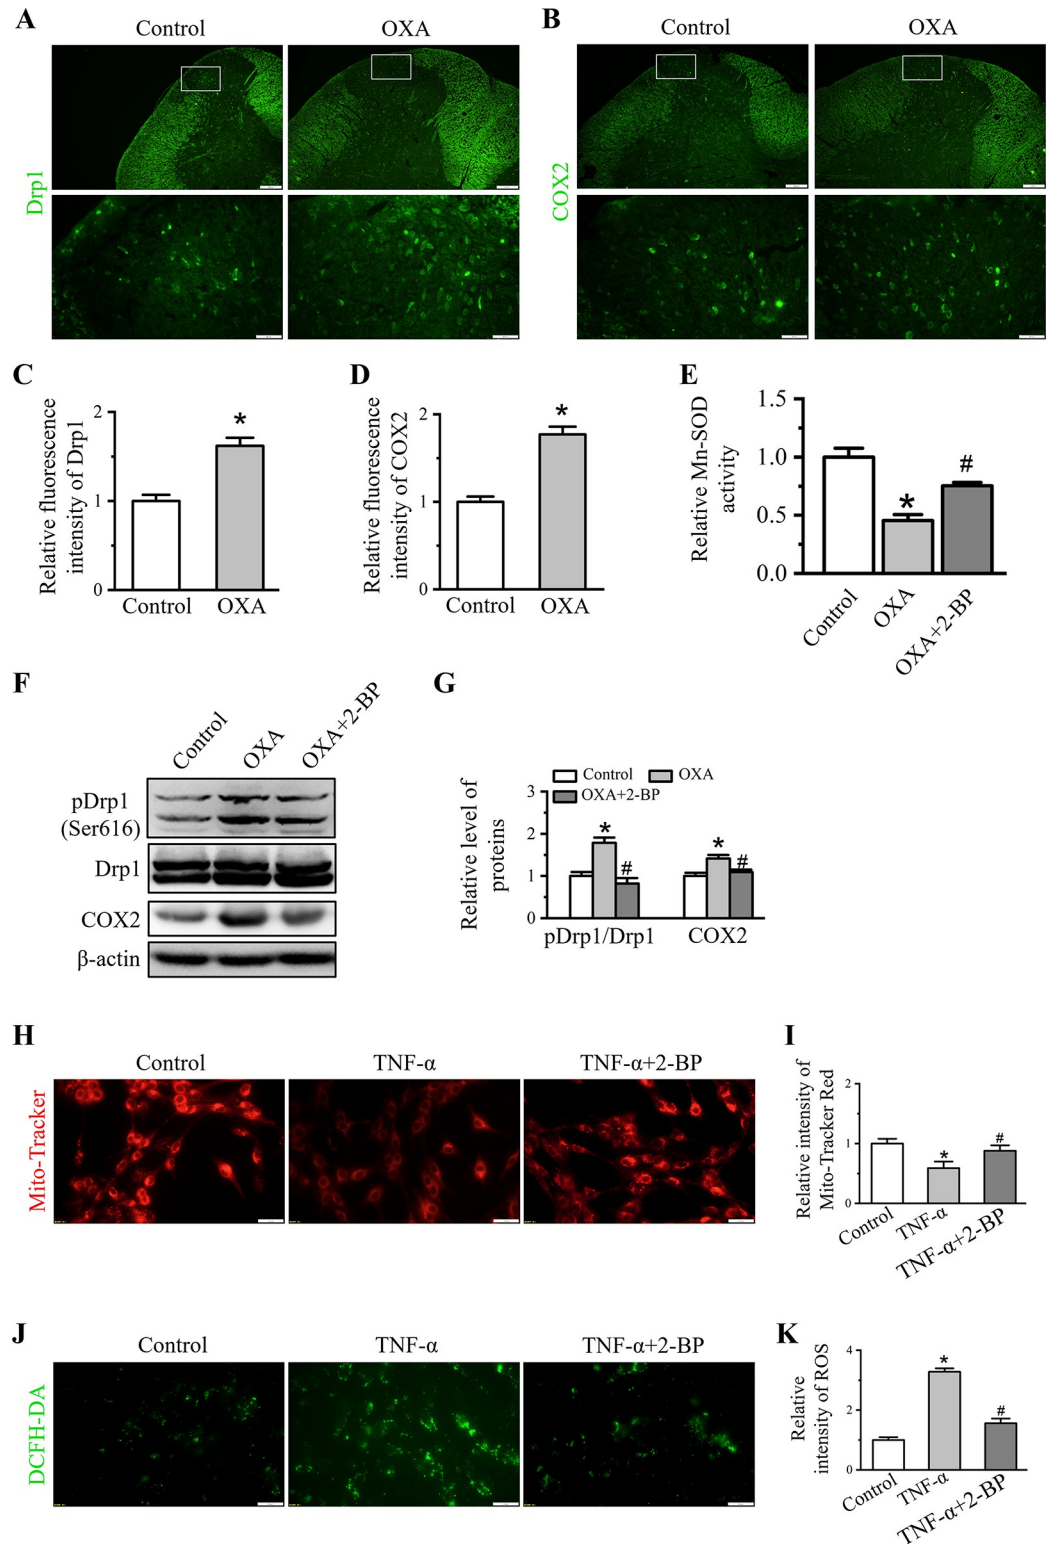 A
Control
OXA
Drp1
B
Control
OXA
COX2
C
Relative fluorescence
intensity of Drp1
2
1
0
Control
OXA
*
D
Relative fluorescence
intensity of COX2
2
1
0
Control
OXA
*
E
Relative Mn-SOD
activity
1.5
1.0
0.5
0.0
*
#
Control
OXA
OXA+2-BP
F
Control
OXA
OXA+2-BP
pDrp1
(Ser616)
Drp1
COX2
β-actin
G
Relative level of
proteins
Control
OXA
OXA+2-BP
3
2
1
0
*
#
*
#
pDrp1/Drp1
COX2
H
Control
TNF-α
TNF-α+2-BP
Mito-Tracker
I
Relative intensity of
Mito-Tracker Red
2
1
0
*
#
Control
TNF-α
TNF-α+2-BP
J
Control
TNF-α
TNF-α+2-BP
DCFH-DA
K
Relative
intensity of ROS
4
2
0
*
#
Control
TNF-α
TNF-α+2-BP